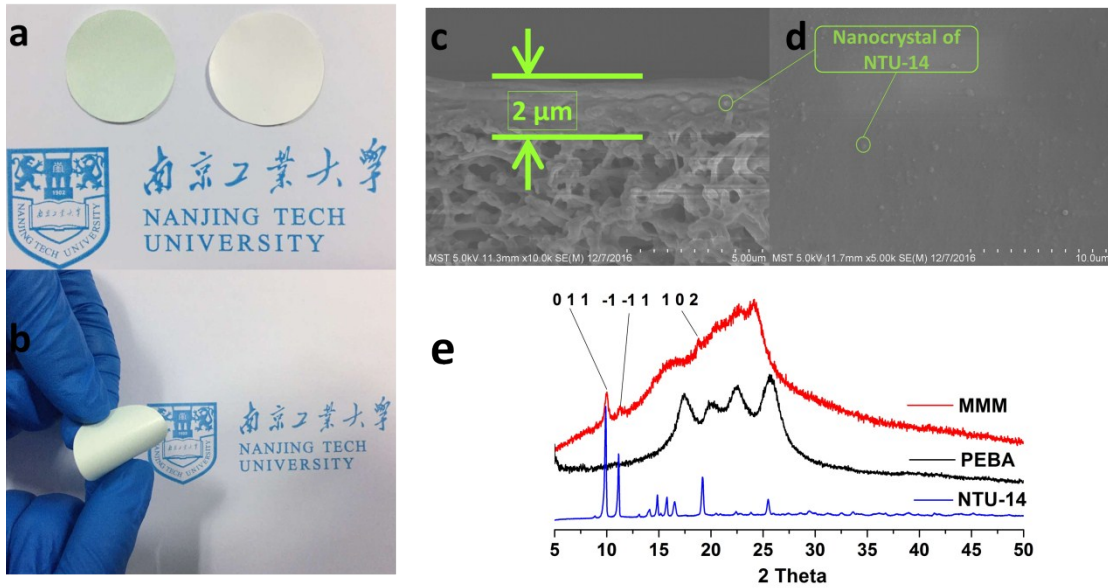 a
南京工业大学
NANJING TECH
UNIVERSITY
1902
NANJING TECH UNIVERSITY
b
南京工业大学
NANJING TECH
UNIVERSITY
c
2 μm
MST 5.0kV 11.3mm x10.0k SE(M) 12/7/2016
5.00um
d
Nanocrystal of
NTU-14
MST 5.0kV 11.7mm x5.00k SE(M) 12/7/2016
10.0um
e
0 1 1
-1 -1 1
1 0 2
MMM
PEBA
NTU-14
5 10 15 20 25 30 35 40 45 50
2 Theta